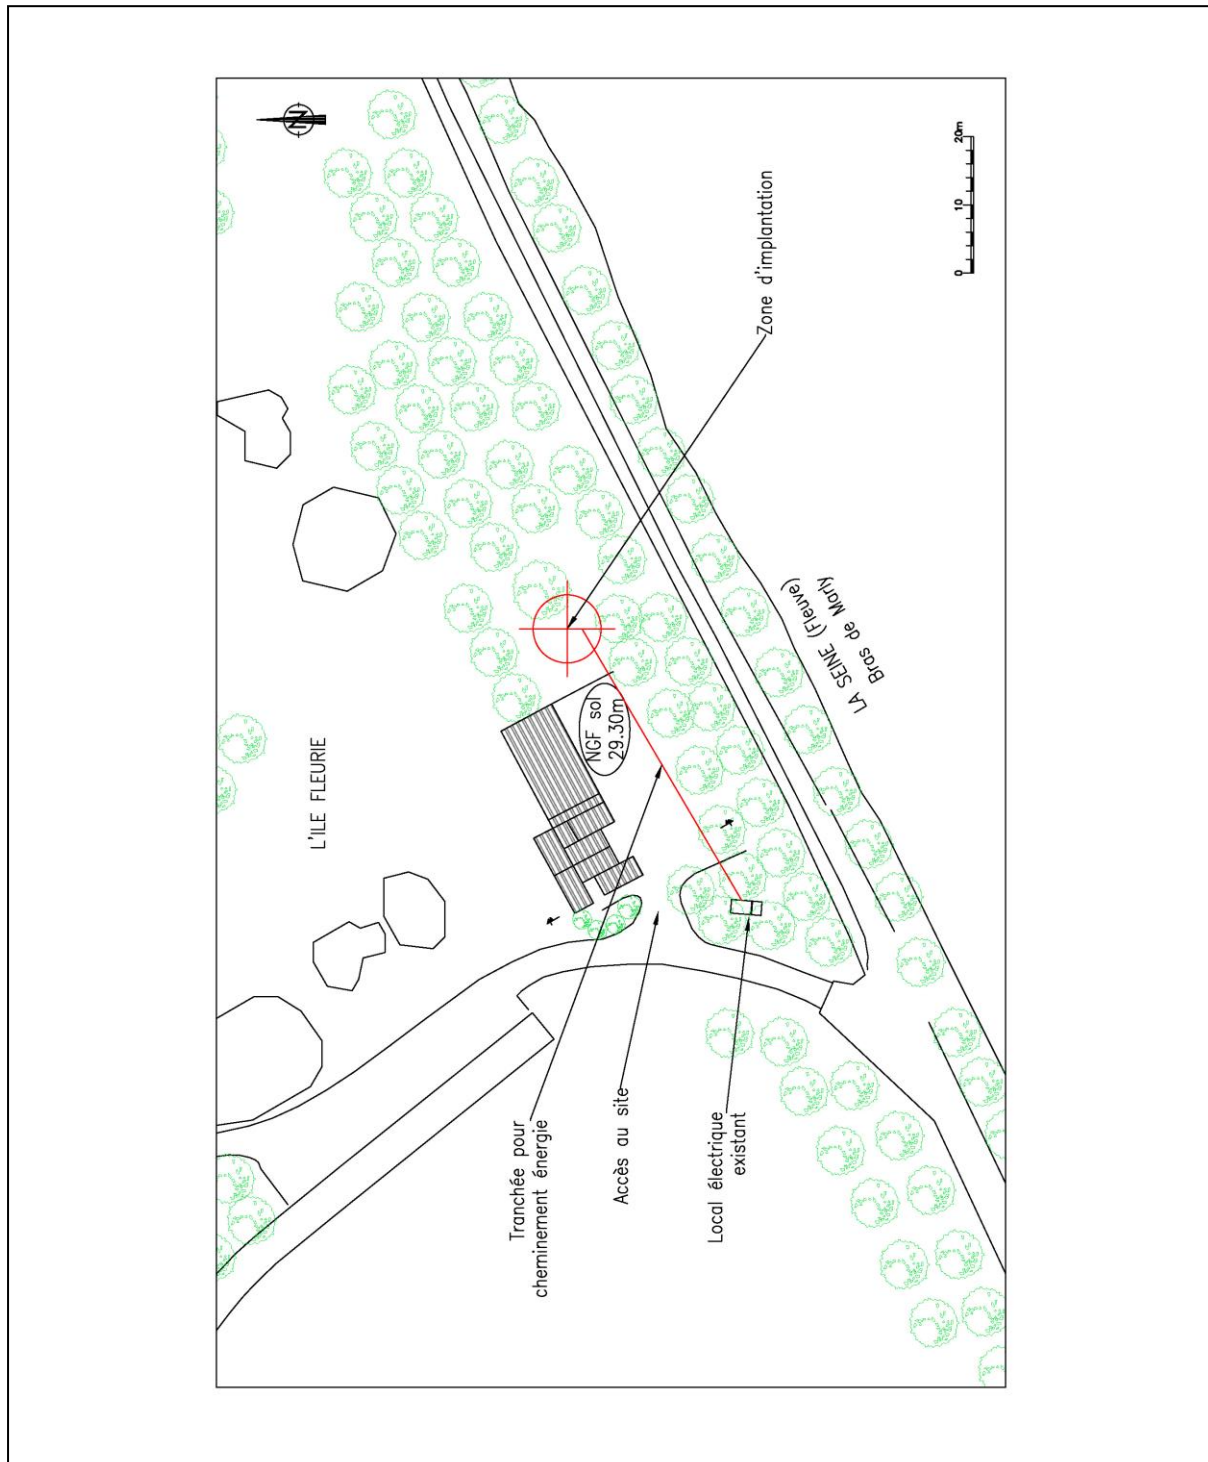 N
20m
10
0
Zone d'implantation
LA SEINE (Fleuve)
Bras de Marly
L'ILE FLEURIE
NGF sol
29.30m
Tranchée pour
cheminement énergie
Accès au site
Local électrique
existant